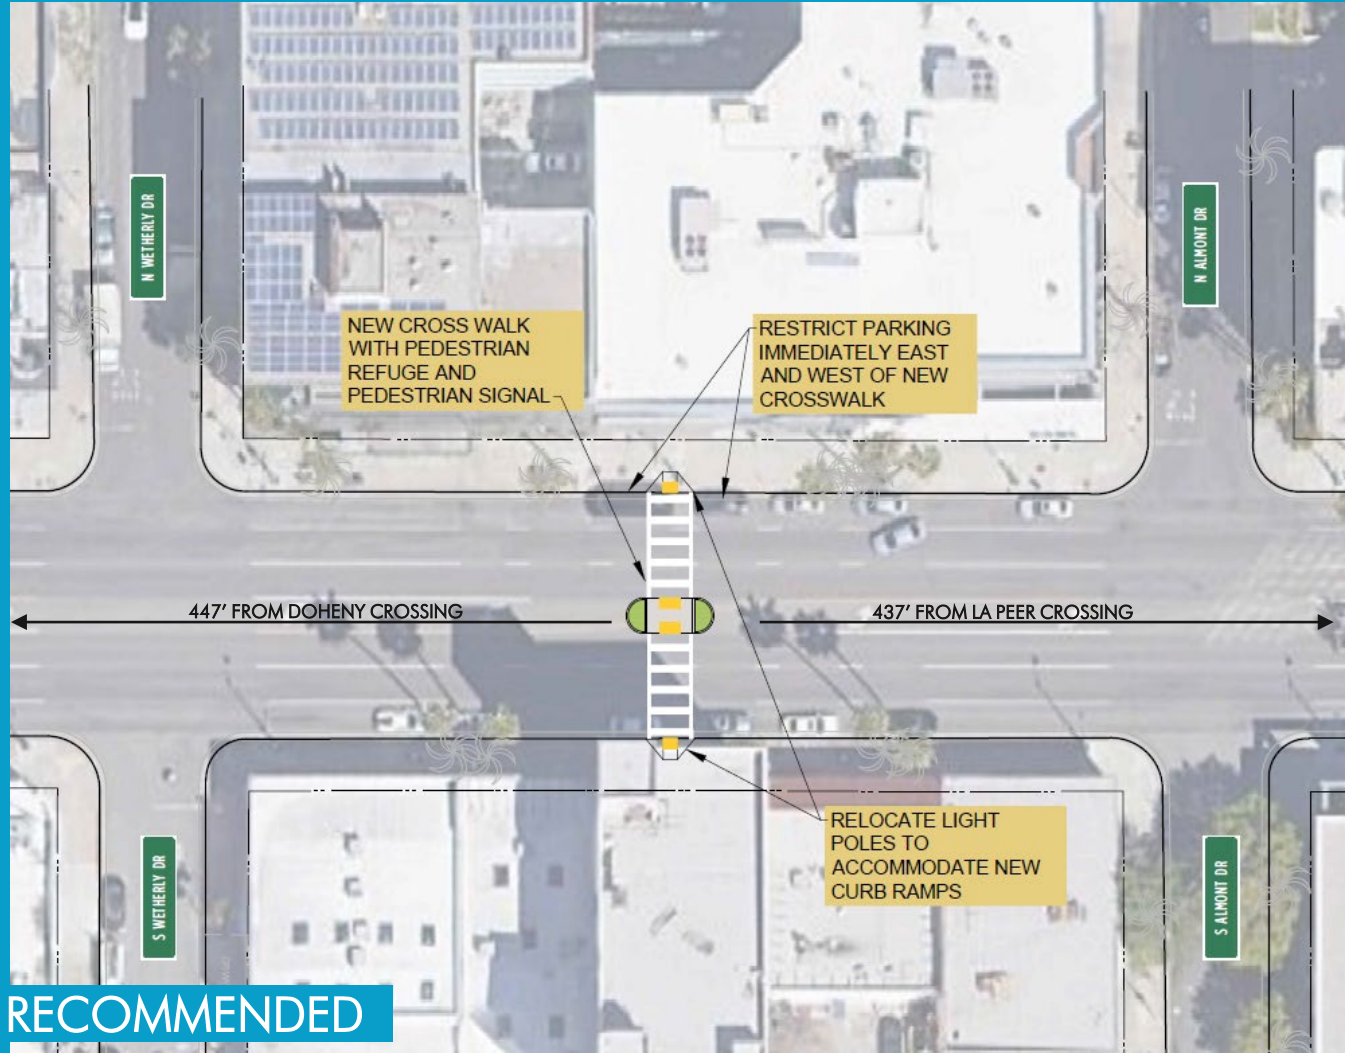 N WETHERLY DR
N ALMONT DR
NEW CROSS WALK
WITH PEDESTRIAN
REFUGE AND
PEDESTRIAN SIGNAL
RESTRICT PARKING
IMMEDIATELY EAST
AND WEST OF NEW
CROSSWALK
447' FROM DOHENY CROSSING
437' FROM LA PEER CROSSING
RELOCATE LIGHT
POLES TO
ACCOMMODATE NEW
CURB RAMPS
S WETHERLY DR
S ALMONT DR
RECOMMENDED